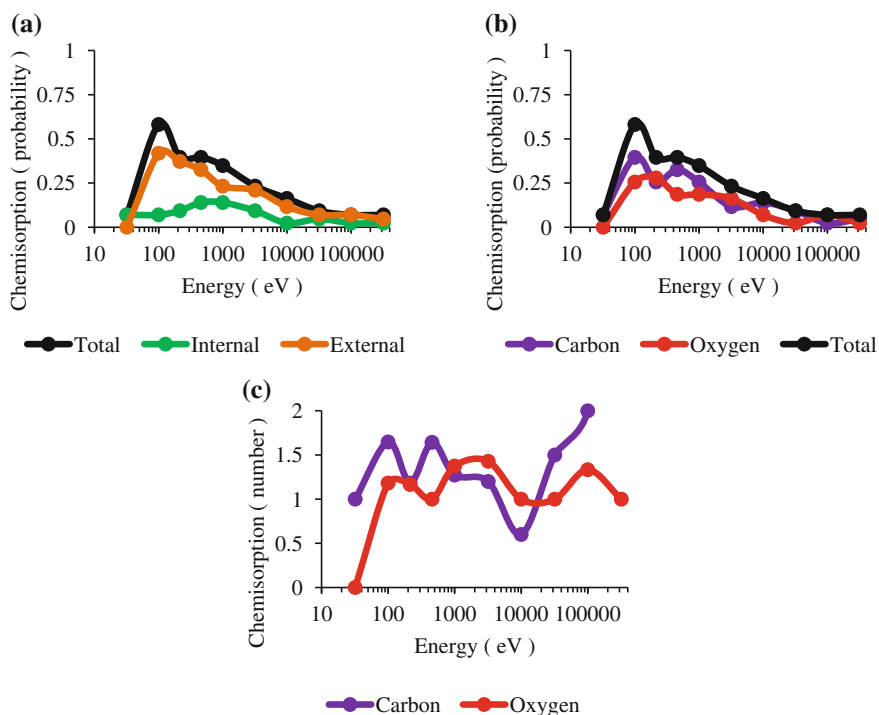 (a)
Chemisorption ( probability)
1
0.75
0.5
0.25
0
10 100 1000 10000 1000000
Energy ( eV )
Total Internal External
(b)
Chemisorption (probability)
1
0.75
0.5
0.25
0
10 100 1000 10000 100000
Energy ( eV )
Carbon Oxygen Total
(c)
Chemisorption ( number)
2
1.5
1
0.5
0
10 100 1000 10000 100000
Energy ( eV )
Carbon Oxygen